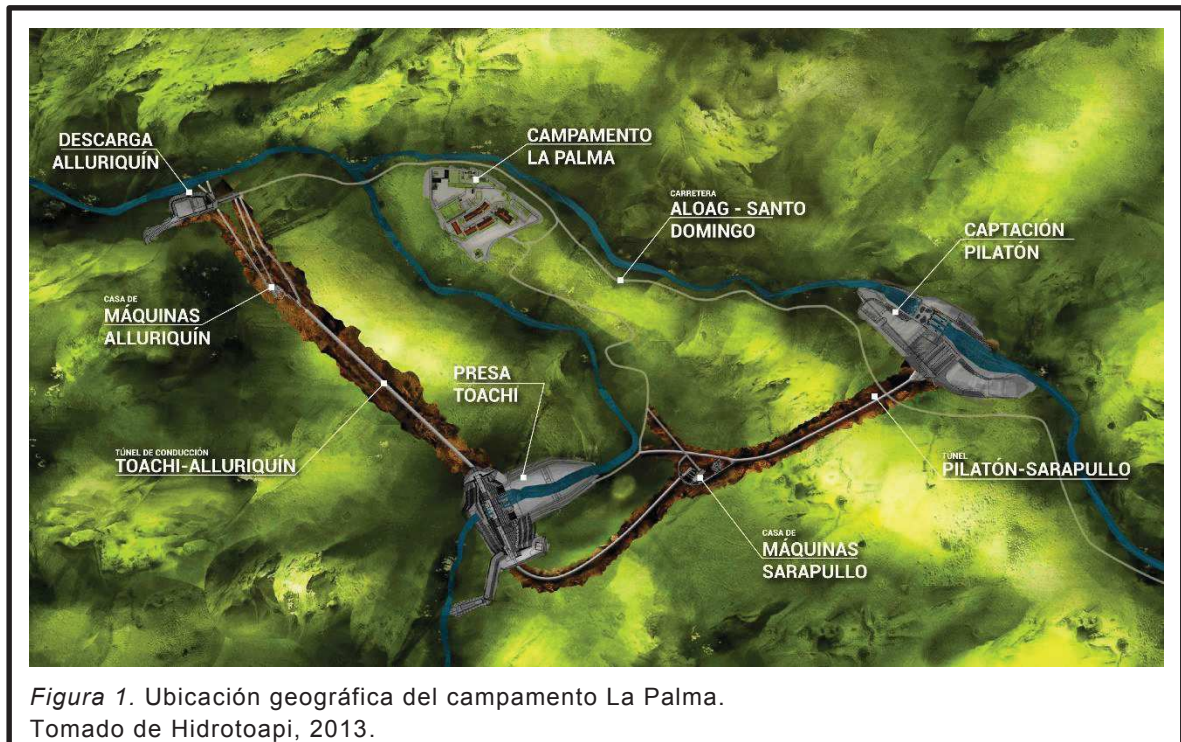 DESCARGA
ALLURIQUÍN
CAMPAMENTO
LA PALMA
CARRETERA
ALOAG - SANTO
DOMINGO
CAPTACIÓN
PILATÓN
CASA DE
MÁQUINAS
ALLURIQUÍN
PRESA
TOACHI
TÚNEL DE CONDUCCIÓN
TOACHI-ALLURIQUÍN
TÚNEL
PILATÓN-SARAPULLO
CASA DE
MÁQUINAS
SARAPULLO
Figura 1. Ubicación geográfica del campamento La Palma.
Tomado de Hidrotoapi, 2013.